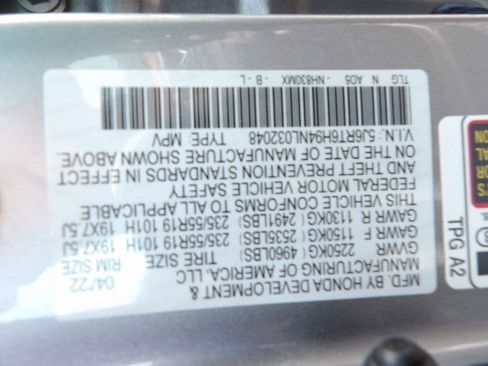 MFD. BY HONDA DEVELOPMENT & 04/22
MANUFACTURING OF AMERICA, LLC
GVWR 2250KG (4960LBS) TIRE SIZE RIM SIZE
GAWR F 1150KG (2535LBS) 235/55R19 101H 19X7.5J
GAWR R 1130KG (2491LBS) 235/55R19 101H 19X7.5J
THIS VEHICLE CONFORMS TO ALL APPLICABLE
FEDERAL MOTOR VEHICLE SAFETY
AND THEFT PREVENTION STANDARDS IN EFFECT
ON THE DATE OF MANUFACTURE SHOWN ABOVE.
V.I.N.: 5J6RT6H94NL032048 TYPE: MPV
TLG N AD5 - NH830MX - B - L
TPG A2